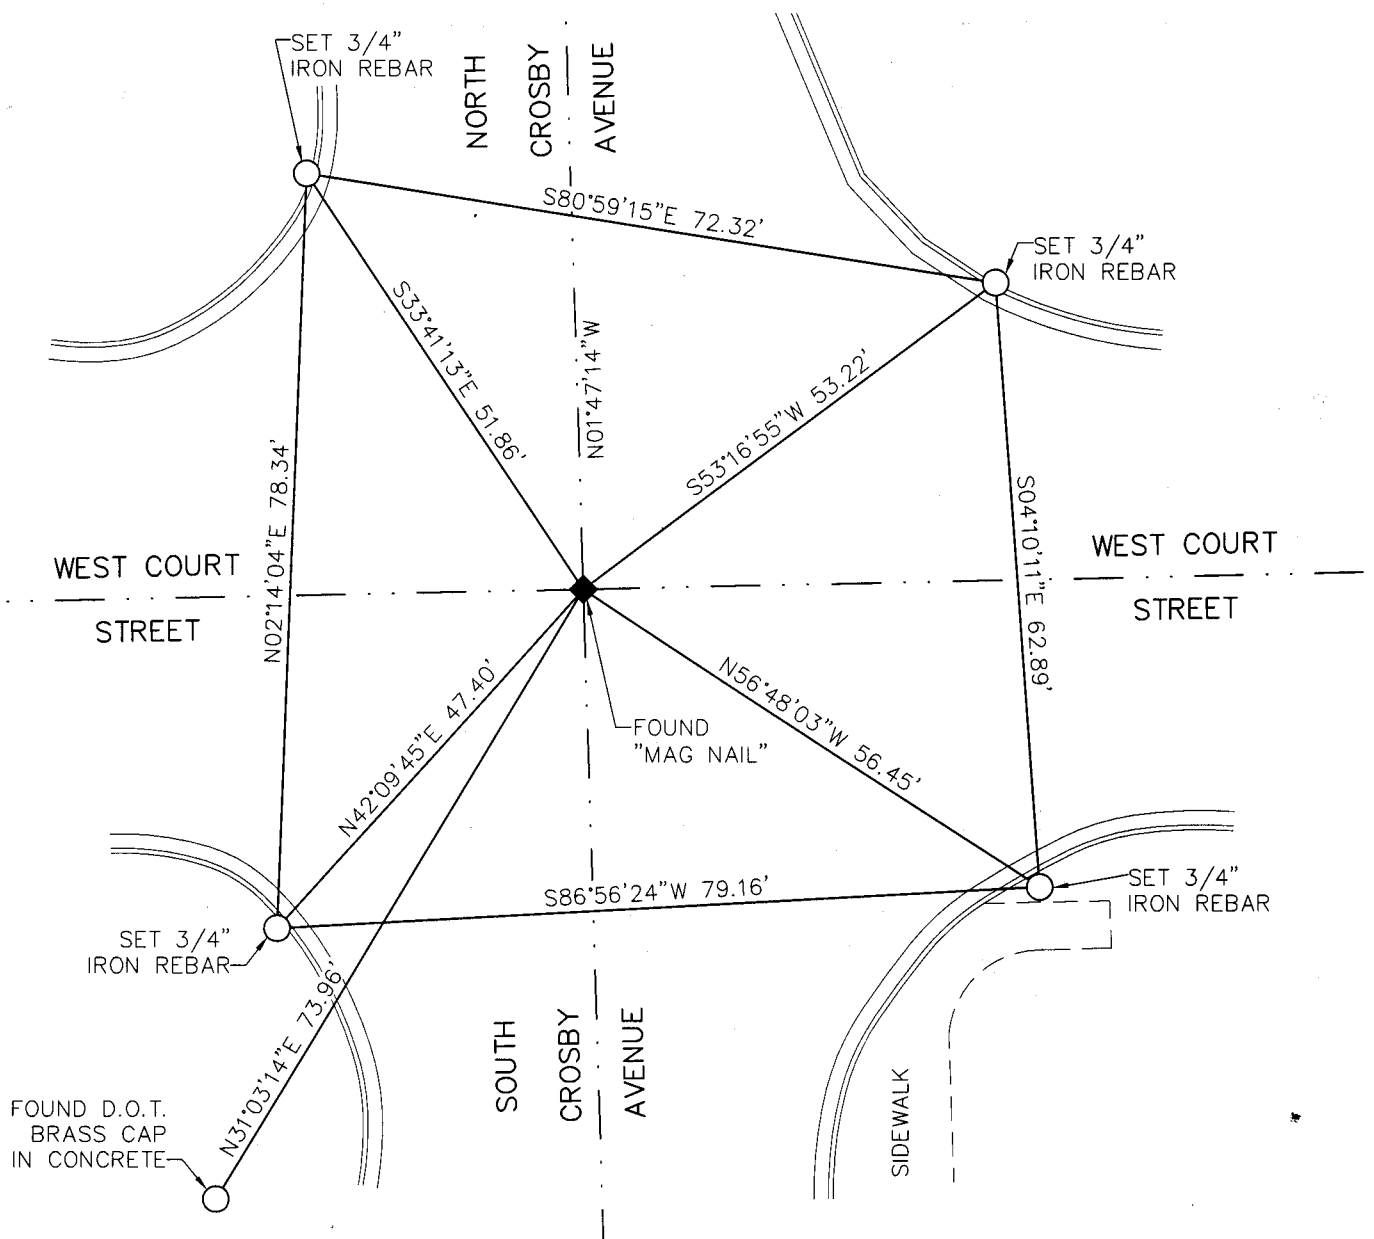 SET 3/4"
IRON REBAR
NORTH
CROSBY
AVENUE
S80°59'15"E 72.32'
SET 3/4"
IRON REBAR
S33°41'13"E 51.86'
N01°47'14"W
S53°16'55"W 53.22'
N02°14'04"E 78.34'
S04°10'11"E 62.89'
WEST COURT
STREET
WEST COURT
STREET
FOUND
"MAG NAIL"
N42°09'45"E 47.40'
N56°48'03"W 56.45'
S86°56'24"W 79.16'
SET 3/4"
IRON REBAR
SET 3/4"
IRON REBAR
N31°03'14"E 73.96'
SOUTH
CROSBY
AVENUE
SIDEWALK
FOUND D.O.T.
BRASS CAP
IN CONCRETE